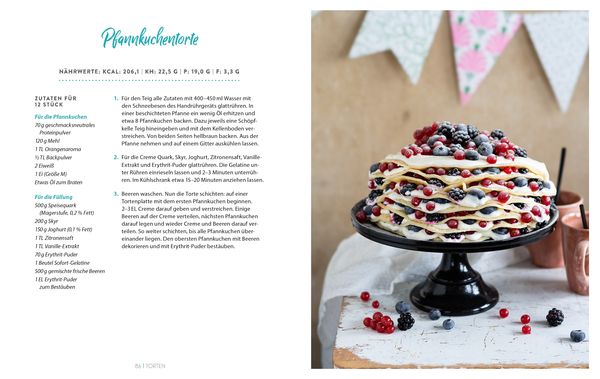 Pfannkuchentorte
NÄHRWERTE: KCAL: 206,1 | KH: 22,5 G | P: 19,0 G | F: 3,3 G
ZUTATEN FÜR
12 STÜCK
Für die Pfannkuchen
70 g geschmacksneutrales
Proteinpulver
120 g Mehl
1 TL Orangenaroma
½ TL Backpulver
2 Eiweiß
1 Ei (Größe M)
Etwas Öl zum Braten
Für die Füllung
500 g Speisequark
(Magerstufe, 0,2 % Fett)
200 g Skyr
150 g Joghurt (0,1 % Fett)
1 TL Zitronensaft
1 TL Vanille-Extrakt
70 g Erythrit-Puder
1 Beutel Sofort-Gelatine
500 g gemischte frische Beeren
1 EL Erythrit-Puder
zum Bestäuben
1. Für den Teig alle Zutaten mit 400–450 ml Wasser mit
den Schneebesen des Handrührgeräts glattrühren. In
einer beschichteten Pfanne ein wenig Öl erhitzen und
etwa 8 Pfannkuchen backen. Dazu jeweils eine Schöpf-
kelle Teig hineingeben und mit dem Kellenboden ver-
streichen. Von beiden Seiten hellbraun backen. Aus der
Pfanne nehmen und auf einem Gitter auskühlen lassen.
2. Für die Creme Quark, Skyr, Joghurt, Zitronensaft, Vanille-
Extrakt und Erythrit-Puder glattrühren. Die Gelatine un-
ter Rühren einrieseln lassen und 2–3 Minuten unterrüh-
ren. Im Kühlschrank etwa 15–20 Minuten anziehen lassen.
3. Beeren waschen. Nun die Torte schichten: auf einer
Tortenplatte mit dem ersten Pfannkuchen beginnen.
2–3 EL Creme darauf geben und verstreichen. Einige
Beeren auf der Creme verteilen, nächsten Pfannkuchen
darauf legen und wieder Creme und Beeren darauf ver-
teilen. So weiter schichten, bis alle Pfannkuchen über-
einander liegen. Den obersten Pfannkuchen mit Beeren
dekorieren und mit Erythrit-Puder bestäuben.
86 | TORTEN